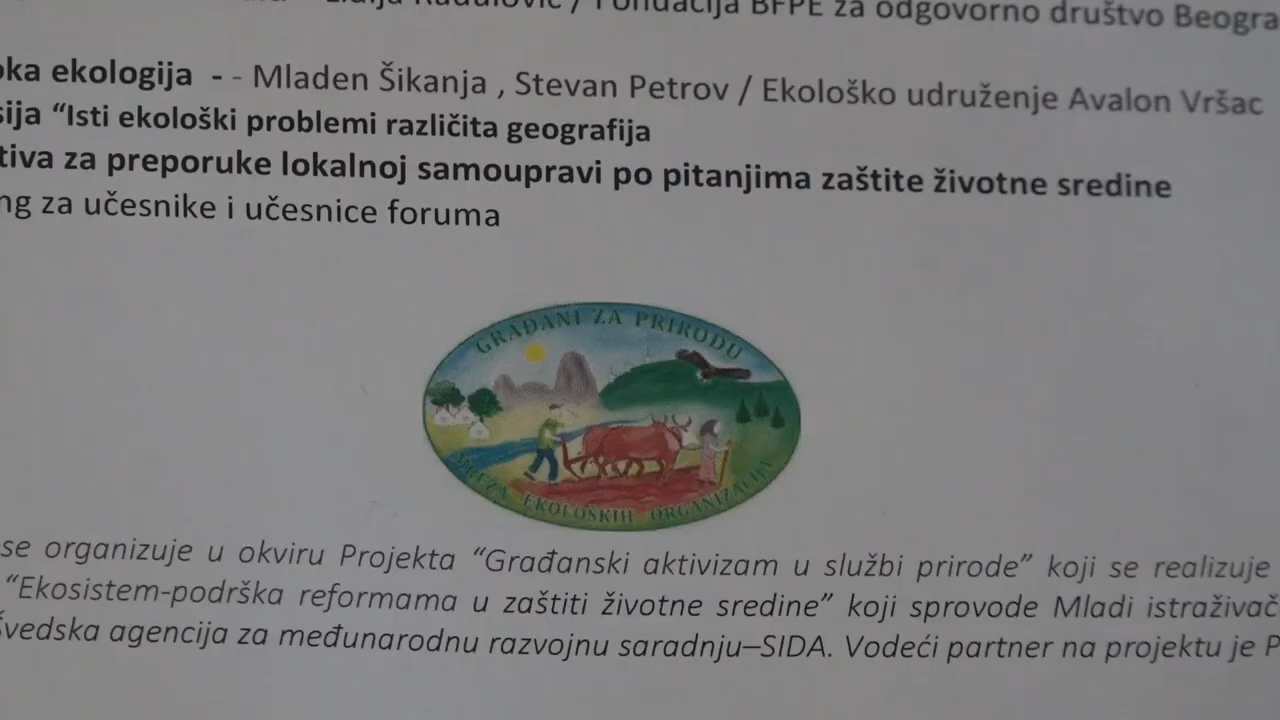 Fondacija BFPE za odgovorno društvo Beogra
ka ekologija - - Mladen Šikanja , Stevan Petrov / Ekološko udruženje Avalon Vršac
sija “Isti ekološki problemi različita geografija
tiva za preporuke lokalnoj samoupravi po pitanjima zaštite životne sredine
ng za učesnike i učesnice foruma
GRAĐANI ZA PRIRODU
MREŽA EKOLOŠKIH ORGANIZACIJA
se organizuje u okviru Projekta “Građanski aktivizam u službi prirode” koji se realizuje
“Ekosistem-podrška reformama u zaštiti životne sredine” koji sprovode Mladi istraživač
Švedska agencija za međunarodnu razvojnu saradnju–SIDA. Vodeći partner na projektu je P